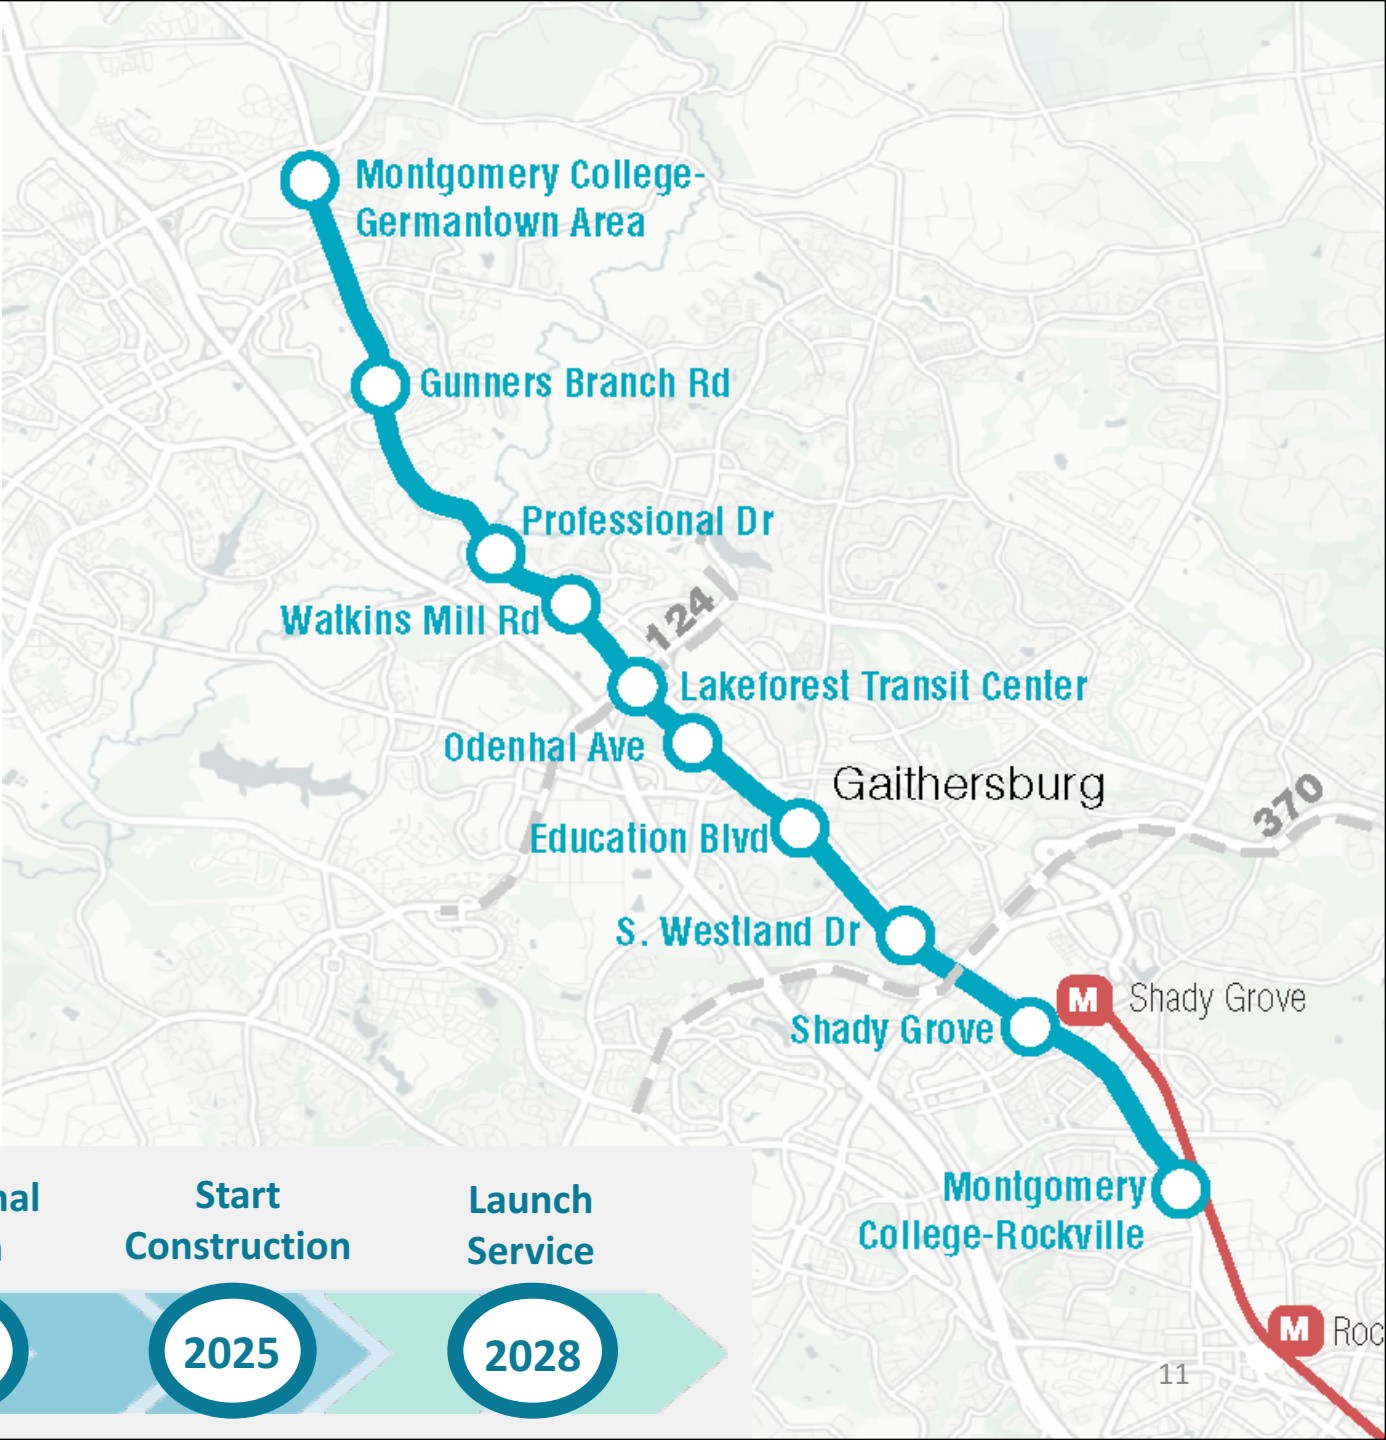 Montgomery College-
Germantown Area
Gunners Branch Rd
Professional Dr
Watkins Mill Rd
124
Lakeforest Transit Center
Odenhal Ave
Gaithersburg
370
Education Blvd
S. Westland Dr
M Shady Grove
Shady Grove
Montgomery
College-Rockville
M
11
Start
Construction
2025
Launch
Service
2028